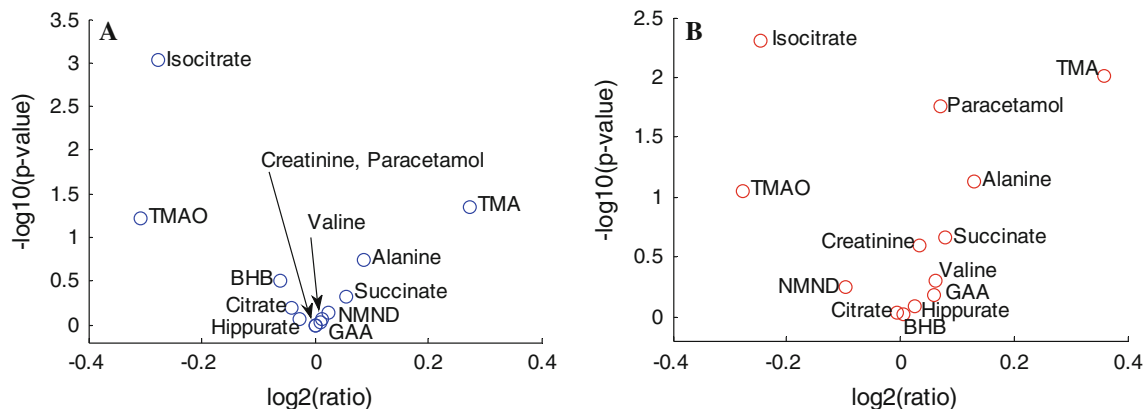 A
3.5
3
2.5
2
1.5
1
0.5
0
-0.4
-0.2
0
0.2
0.4
-log10(p-value)
log2(ratio)
Isocitrate
Creatinine, Paracetamol
Valine
TMAO
TMA
Alanine
BHB
Succinate
Citrate
NMND
Hippurate
GAA
B
2.5
2
1.5
1
0.5
0
-0.4
-0.2
0
0.2
0.4
-log10(p-value)
log2(ratio)
Isocitrate
TMA
Paracetamol
TMAO
Alanine
Creatinine
Succinate
Valine
NMND
GAA
Citrate
Hippurate
BHB